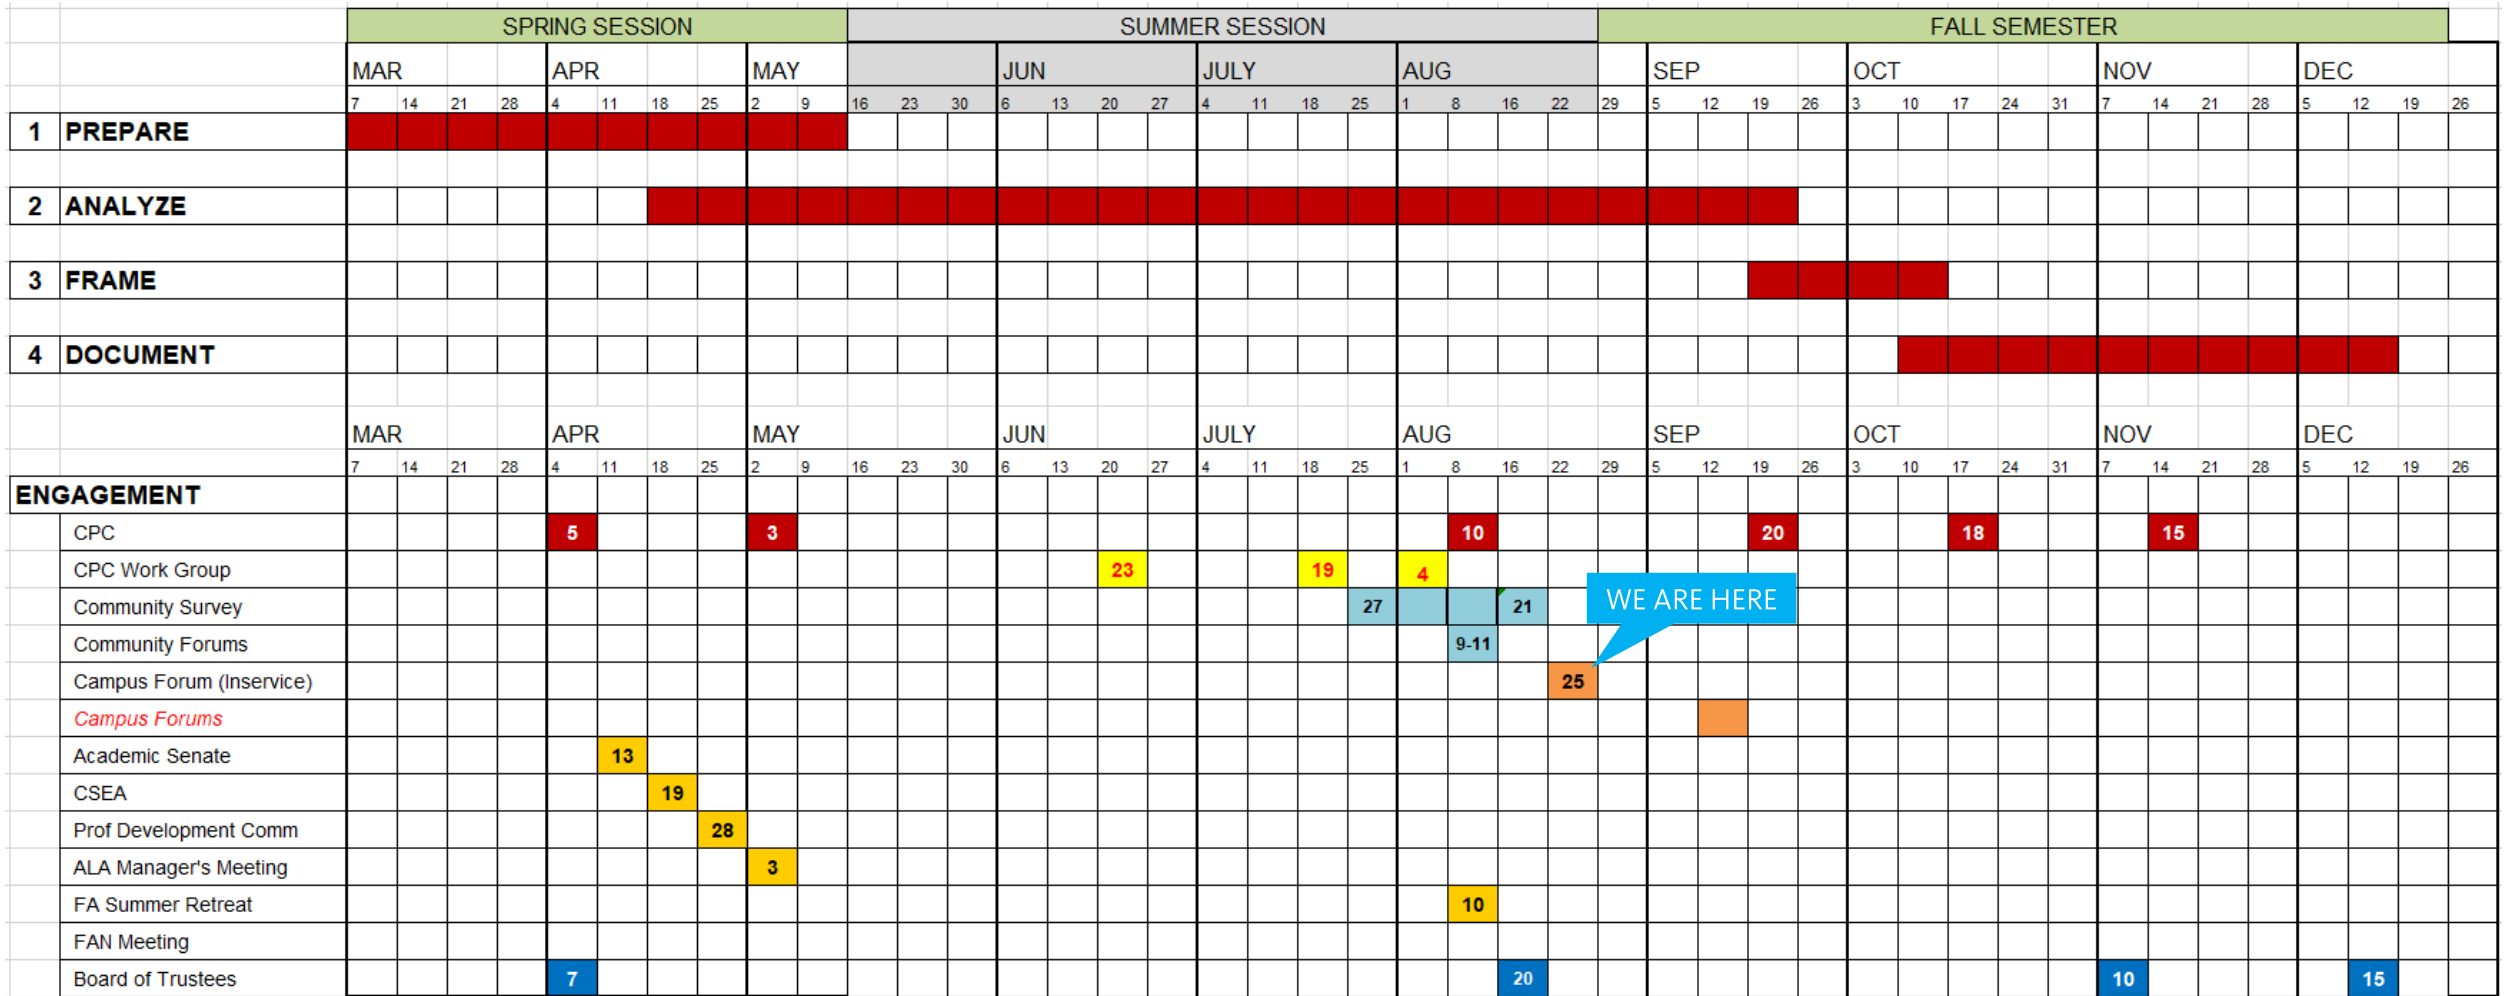 SPRING SESSION SUMMER SESSION FALL SEMESTER
MAR APR MAY JUN JULY AUG SEP OCT NOV DEC
7 14 21 28 4 11 18 25 2 9 16 23 30 6 13 20 27 4 11 18 25 1 8 16 22 29 5 12 19 26 3 10 17 24 31 7 14 21 28 5 12 19 26
1 PREPARE
2 ANALYZE
3 FRAME
4 DOCUMENT
MAR APR MAY JUN JULY AUG SEP OCT NOV DEC
7 14 21 28 4 11 18 25 2 9 16 23 30 6 13 20 27 4 11 18 25 1 8 16 22 29 5 12 19 26 3 10 17 24 31 7 14 21 28 5 12 19 26
ENGAGEMENT
CPC 5 3 10 20 18 15
CPC Work Group 23 19 4
Community Survey 27 21 WE ARE HERE
Community Forums 9-11
Campus Forum (Inservice) 25
Campus Forums
Academic Senate 13
CSEA 19
Prof Development Comm 28
ALA Manager's Meeting 3
FA Summer Retreat 10
FAN Meeting
Board of Trustees 7 20 10 15